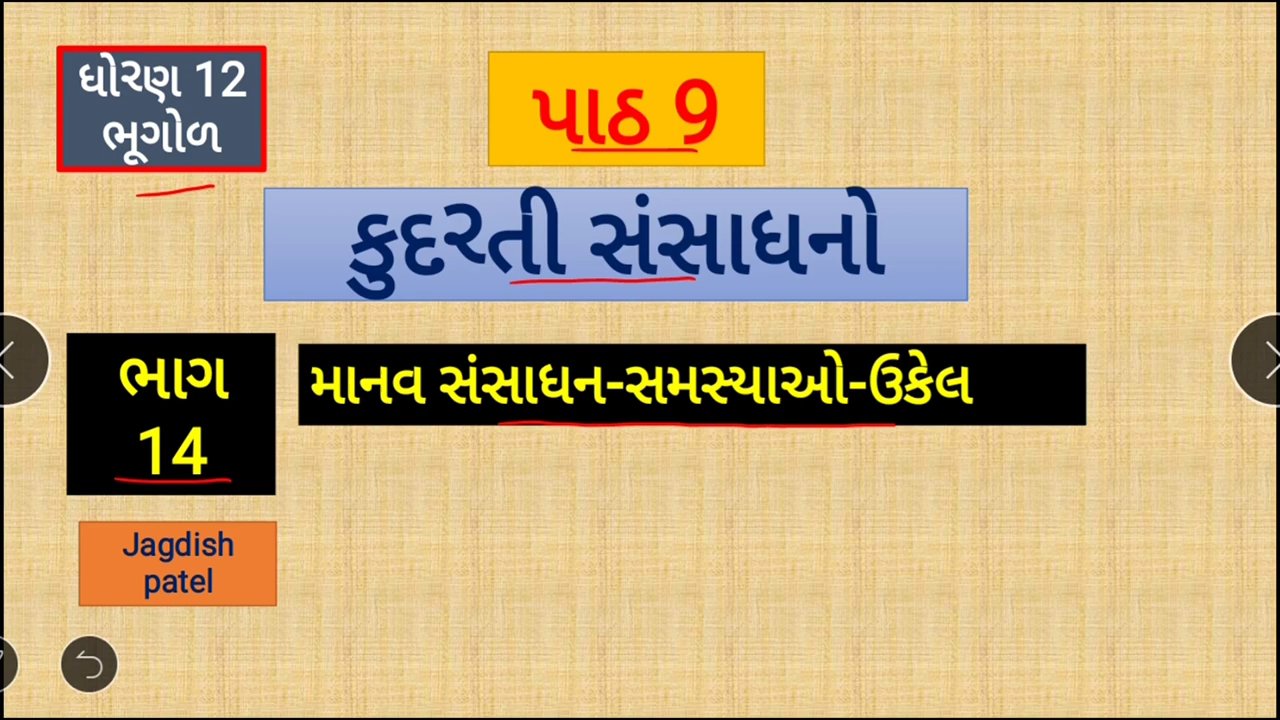 ધોરણ 12
ભૂગોળ
પાઠ 9
કુદરતી સંસાધનો
ભાગ
14
માનવ સંસાધન-સમસ્યાઓ-ઉકેલ
Jagdish
patel